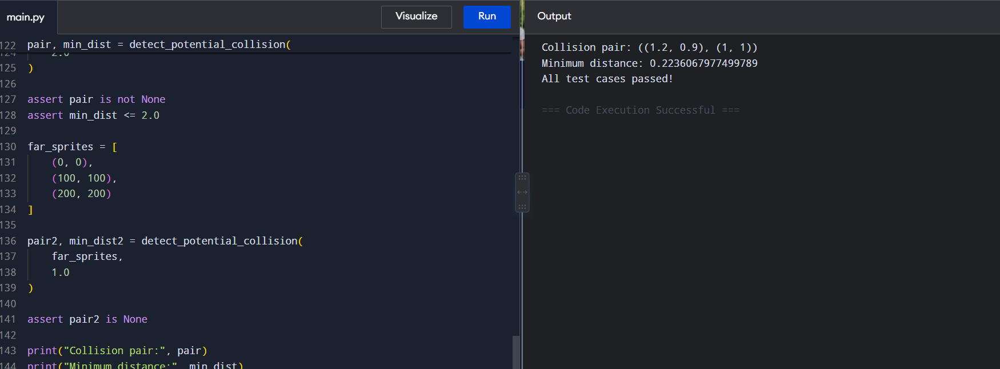 main.py
Visualize
Run
Output
122 pair, min_dist = detect_potential_collision(
124 2.0
125 )
126
127 assert pair is not None
128 assert min_dist <= 2.0
129
130 far_sprites = [
131 (0, 0),
132 (100, 100),
133 (200, 200)
134 ]
135
136 pair2, min_dist2 = detect_potential_collision(
137 far_sprites,
138 1.0
139 )
140
141 assert pair2 is None
142
143 print("Collision pair:", pair)
144 print("Minimum distance:", min_dist)
Collision pair: ((1.2, 0.9), (1, 1))
Minimum distance: 0.2236067977499789
All test cases passed!
=== Code Execution Successful ===